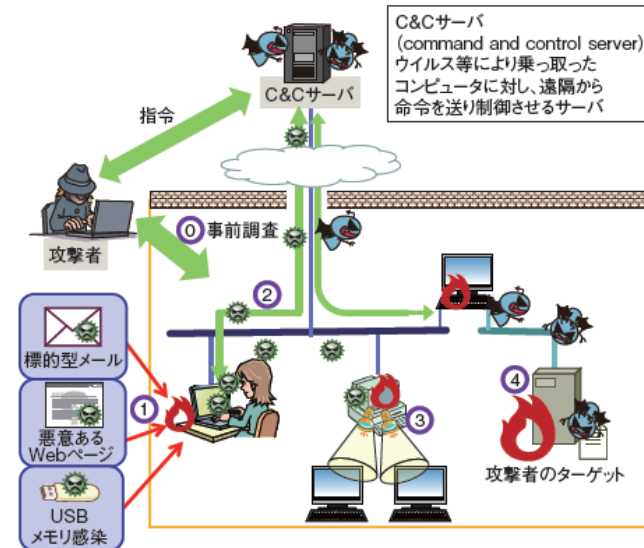 C&Cサーバ
(command and control server)
ウイルス等により乗っ取った
コンピュータに対し、遠隔から
命令を送り制御させるサーバ
C&Cサーバ
指令
攻撃者
⓪事前調査
②
標的型メール
①
悪意ある
Webページ
USB
メモリ感染
③
④
攻撃者のターゲット